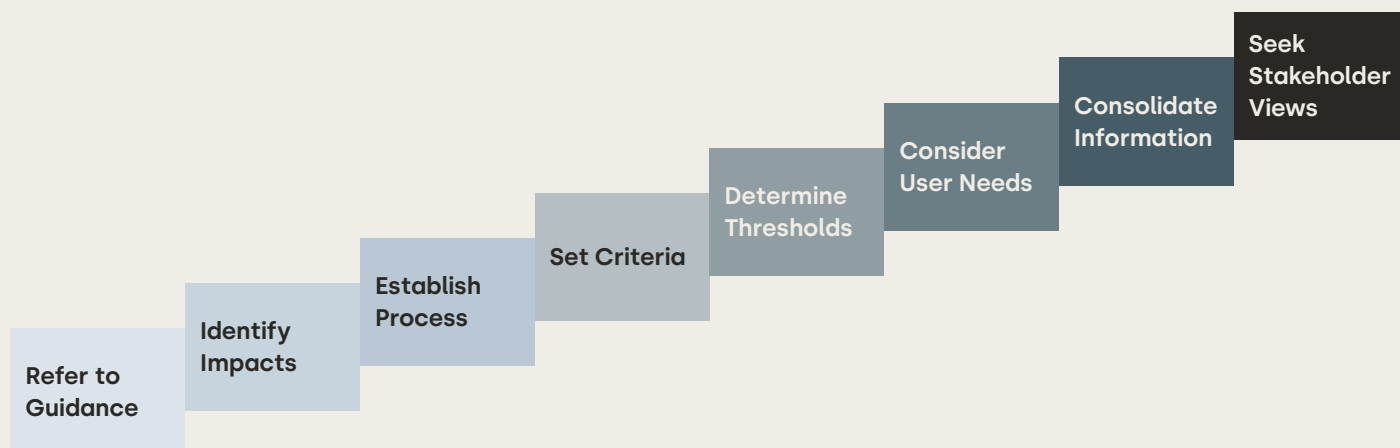 Refer to
Guidance
Identify
Impacts
Establish
Process
Set Criteria
Determine
Thresholds
Consider
User Needs
Consolidate
Information
Seek
Stakeholder
Views